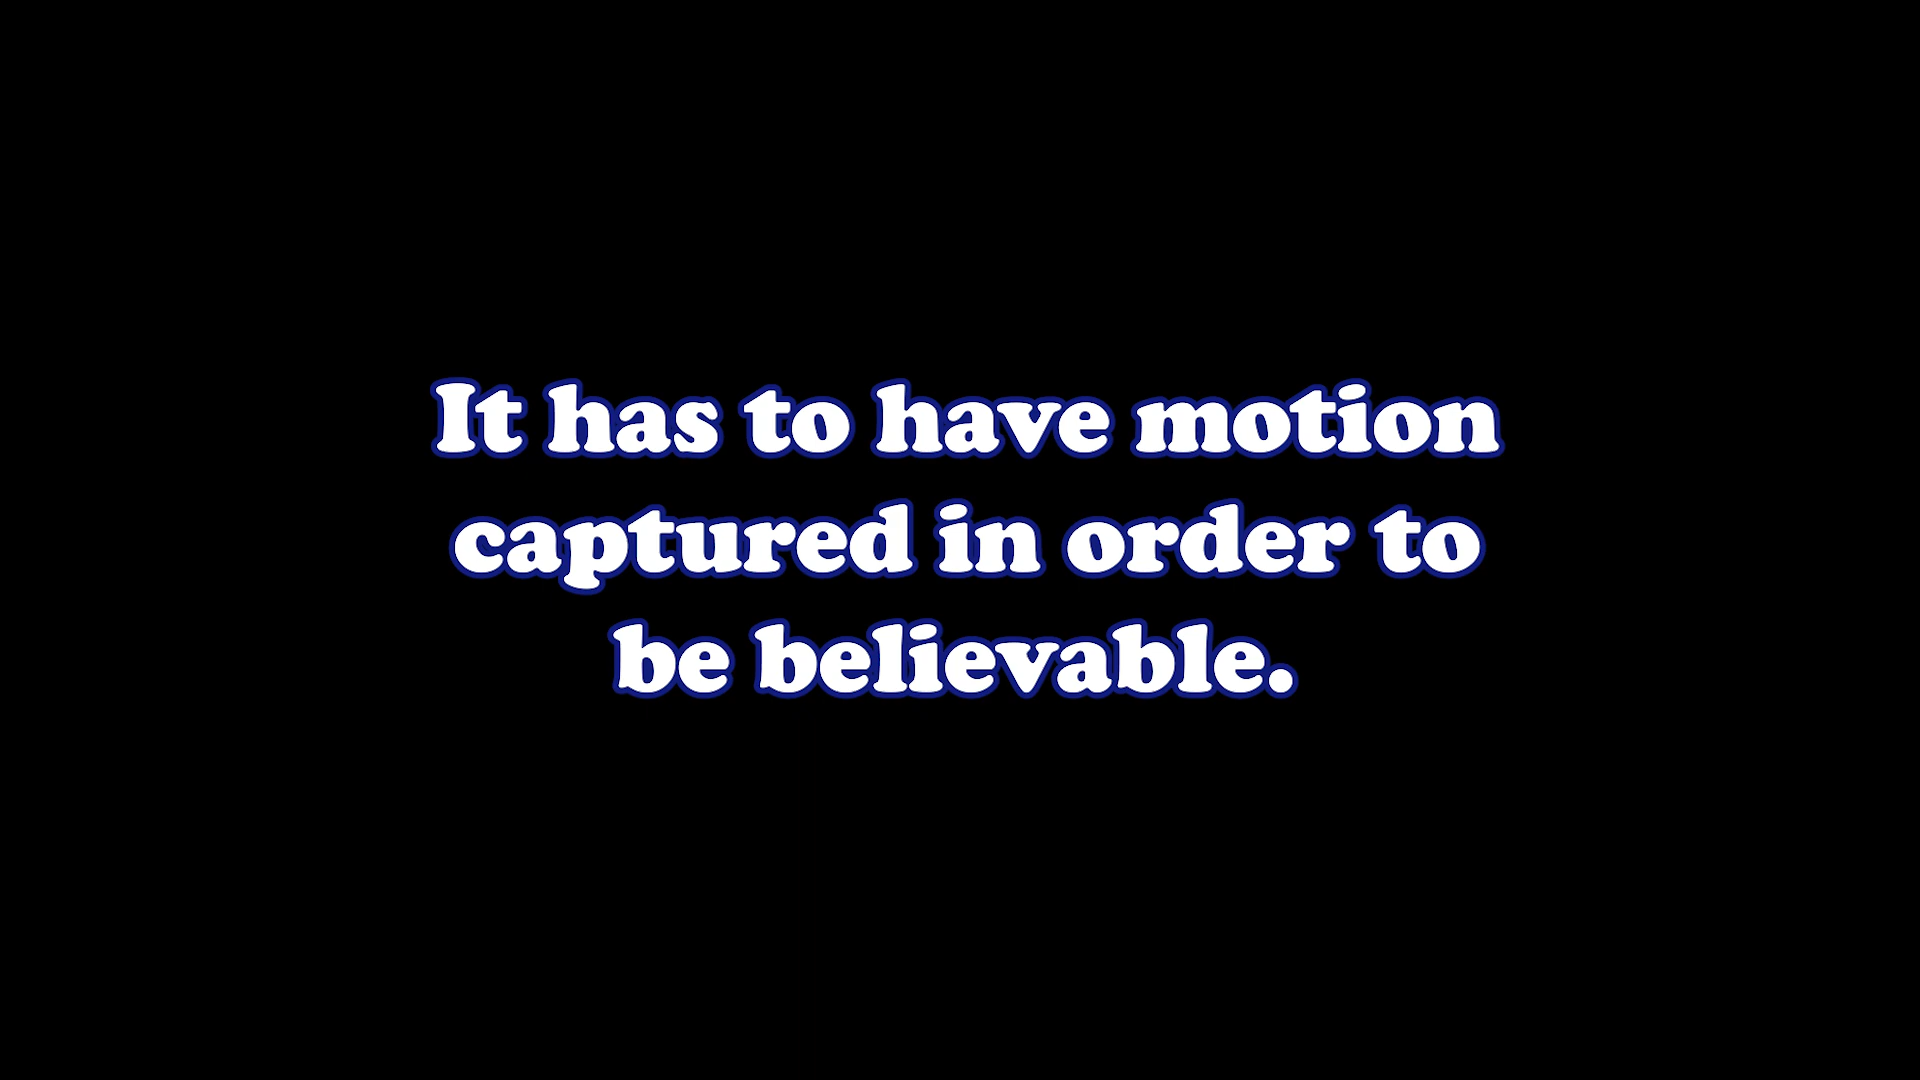 It has to have motion
captured in order to
be believable.